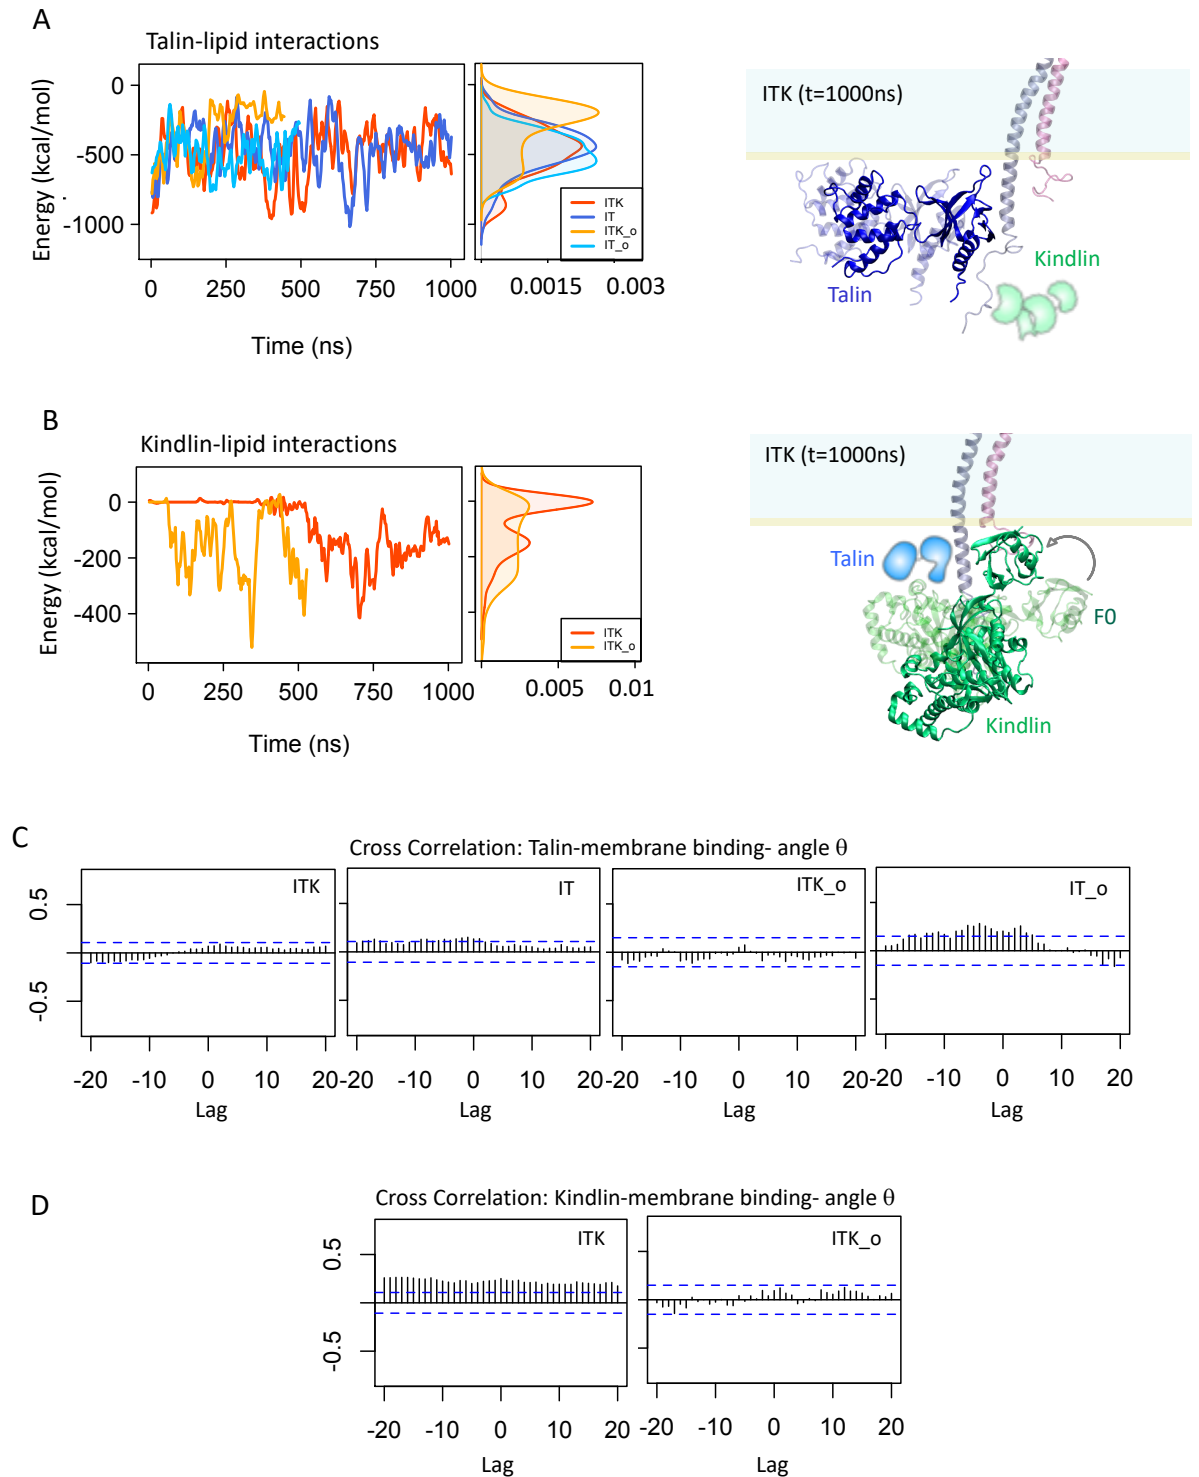 A
Talin-lipid interactions
Energy (kcal/mol)
0
-500
-1000
0 250 500 750 1000
Time (ns)
ITK
IT
ITK_o
IT_o
0.0015 0.003
ITK (t=1000ns)
Talin
Kindlin
B
Kindlin-lipid interactions
Energy (kcal/mol)
0
-200
-400
0 250 500 750 1000
Time (ns)
ITK
ITK_o
0.005 0.01
ITK (t=1000ns)
Talin
F0
Kindlin
C
Cross Correlation: Talin-membrane binding- angle θ
0.5
-0.5
ITK
IT
ITK_o
IT_o
-20 -10 0 10 20
-20 -10 0 10 20
-20 -10 0 10 20
-20 -10 0 10 20
Lag
Lag
Lag
Lag
D
Cross Correlation: Kindlin-membrane binding- angle θ
0.5
-0.5
ITK
ITK_o
-20 -10 0 10 20
-20 -10 0 10 20
Lag
Lag